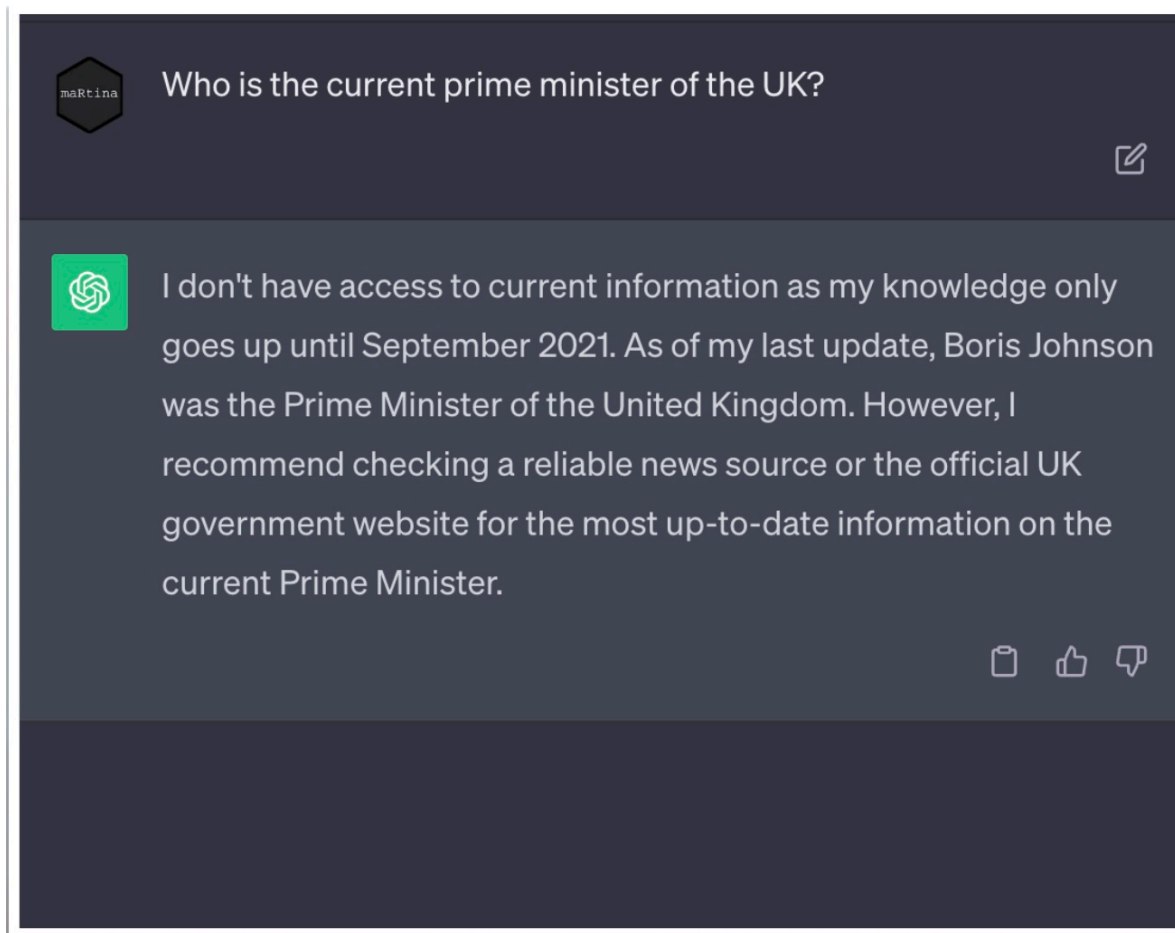 maRtina
Who is the current prime minister of the UK?
I don't have access to current information as my knowledge only
goes up until September 2021. As of my last update, Boris Johnson
was the Prime Minister of the United Kingdom. However, I
recommend checking a reliable news source or the official UK
government website for the most up-to-date information on the
current Prime Minister.